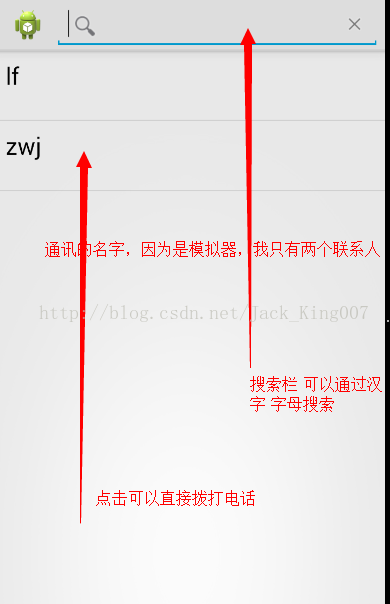 lf
zwj
通讯的名字，因为是模拟器，我只有两个联系人
http://blog.csdn.net/Jack_King007
搜索栏 可以通过汉
字 字母搜索
点击可以直接拨打电话